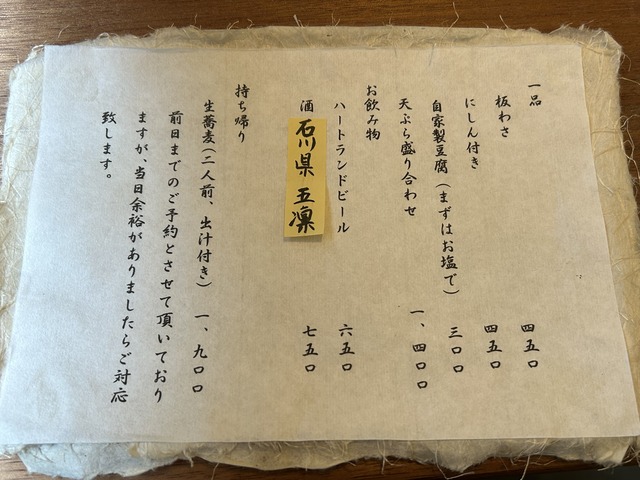 一品
板わさ 四五〇
にしん付き 四五〇
自家製豆腐(まずはお塩で) 三〇〇
天ぷら盛り合わせ 一、四〇〇
お飲み物
ハートランドビール 六五〇
酒 石川県 五凜 七五〇
持ち帰り
生蕎麦(二人前、出汁付き) 一、九〇〇
前日までのご予約とさせて頂いており
ますが、当日余裕がありましたらご対応
致します。